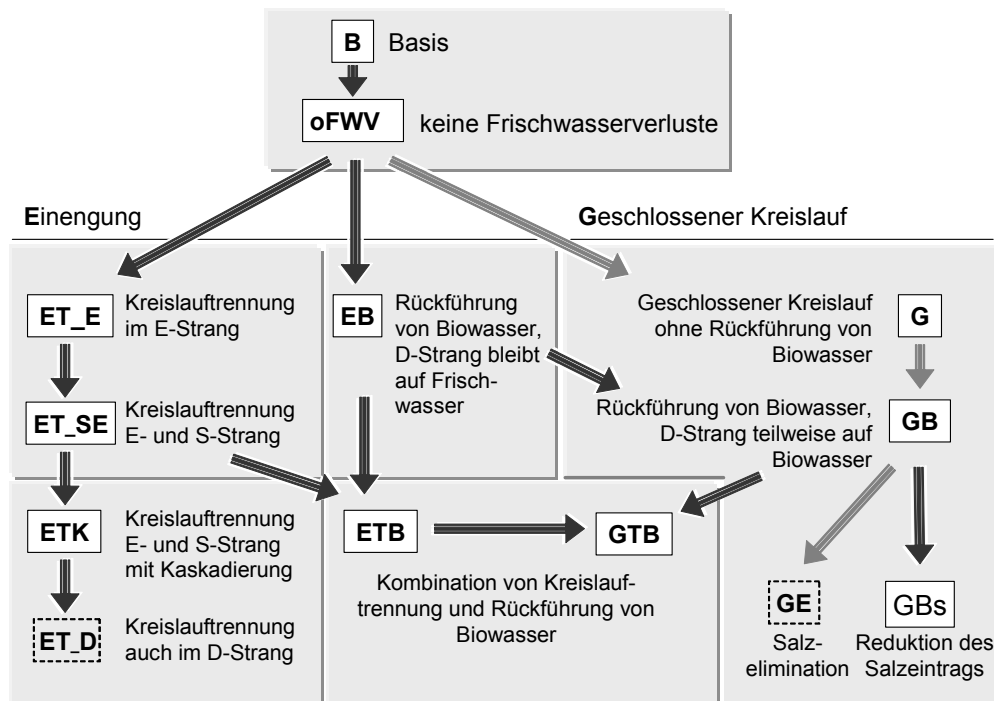 B Basis
oFWV keine Frischwasserverluste
Einengung
Geschlossener Kreislauf
ET_E
Kreislauftrennung
im E-Strang
ET_SE
Kreislauftrennung
E- und S-Strang
ETK
Kreislauftrennung
E- und S-Strang
mit Kaskadierung
ET_D
Kreislauftrennung
auch im D-Strang
EB
Rückführung
von Biowasser,
D-Strang bleibt
auf Frisch-
wasser
ETB
GTB
Kombination von Kreislauf-
trennung und Rückführung von
Biowasser
Geschlossener Kreislauf
ohne Rückführung von
Biowasser
G
Rückführung von Biowasser,
D-Strang teilweise auf
Biowasser
GB
GE
Salz-
elimination
GBs
Reduktion des
Salzeintrags